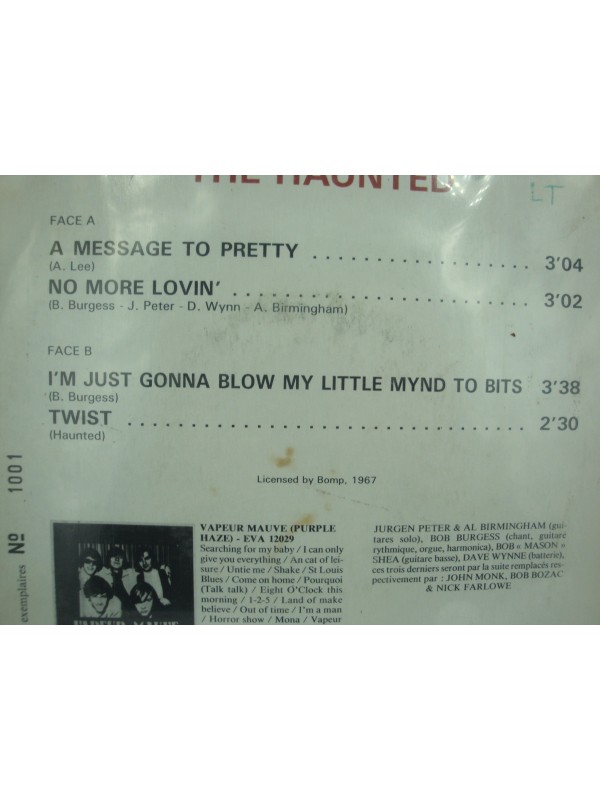 THE HAUNTED
LT
FACE A
A MESSAGE TO PRETTY . . . . . . . . . . . . . . . . . . . . 3'04
(A. Lee)
NO MORE LOVIN' . . . . . . . . . . . . . . . . . . . . . . . . . . . 3'02
(B. Burgess - J. Peter - D. Wynn - A. Birmingham)
FACE B
I'M JUST GONNA BLOW MY LITTLE MYND TO BITS 3'38
(B. Burgess)
TWIST . . . . . . . . . . . . . . . . . . . . . . . . . . . . . . . . . . . 2'30
(Haunted)
Licensed by Bomp, 1967
exemplaires Nº 1001
VAPEUR MAUVE
VAPEUR MAUVE (PURPLE
HAZE) - EVA 12029
Searching for my baby / I can only
give you everything / An cat of lei-
sure / Untie me / Shake / St Louis
Blues / Come on home / Pourquoi
(Talk talk) / Eight O'Clock this
morning / 1-2-5 / Land of make
believe / Out of time / I'm a man
/ Horror show / Mona / Vapeur
JURGEN PETER & AL BIRMINGHAM (gui-
tares solo), BOB BURGESS (chant, guitare
rythmique, orgue, harmonica), BOB « MASON »
SHEA (guitare basse), DAVE WYNNE (batterie),
ces trois derniers seront par la suite remplacés res-
pectivement par : JOHN MONK, BOB BOZAC
& NICK FARLOWE